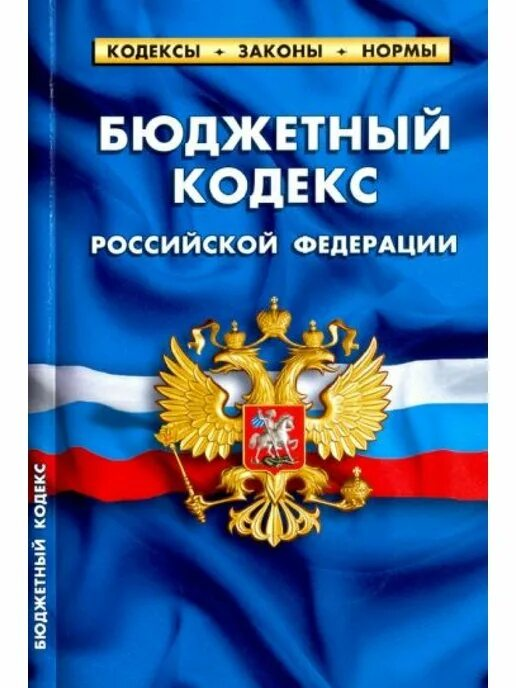 КОДЕКСЫ + ЗАКОНЫ + НОРМЫ
БЮДЖЕТНЫЙ
КОДЕКС
РОССИЙСКОЙ ФЕДЕРАЦИИ
БЮДЖЕТНЫЙ КОДЕКС